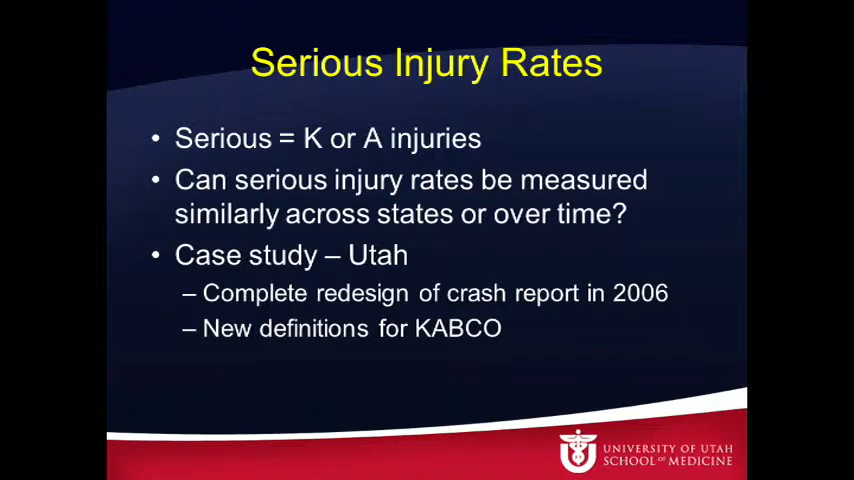 Serious Injury Rates
• Serious = K or A injuries
• Can serious injury rates be measured
similarly across states or over time?
• Case study – Utah
– Complete redesign of crash report in 2006
– New definitions for KABCO
UNIVERSITY OF UTAH
SCHOOL OF MEDICINE